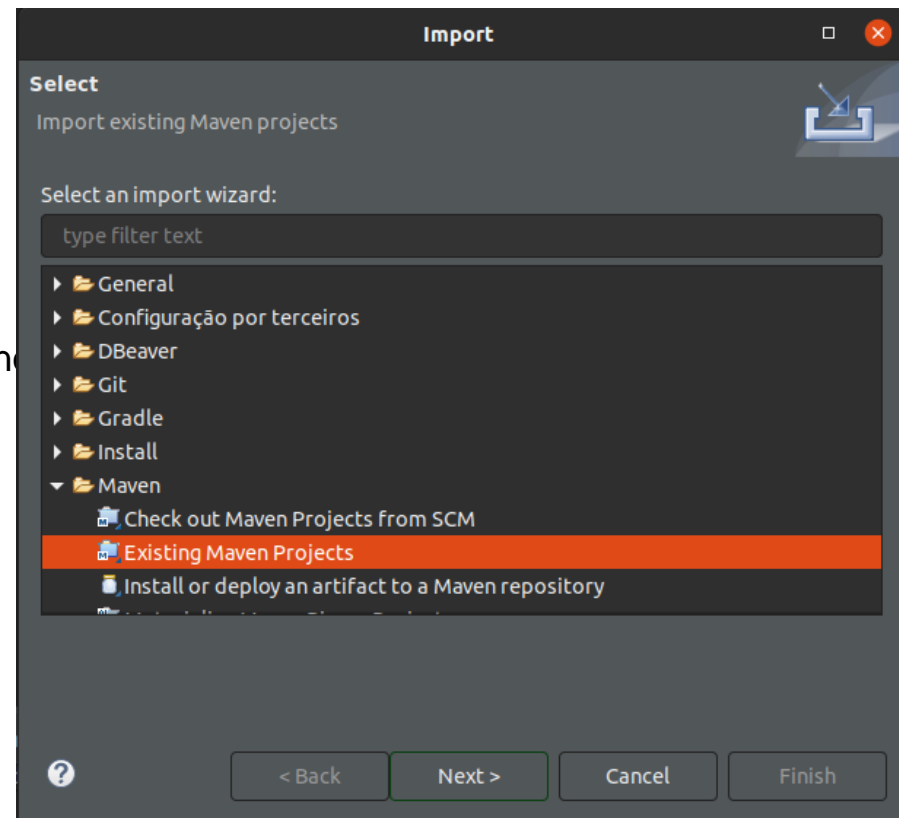 Import
Select
Import existing Maven projects
Select an import wizard:
type filter text
General
Configuração por terceiros
DBeaver
Git
Gradle
Install
Maven
Check out Maven Projects from SCM
Existing Maven Projects
Install or deploy an artifact to a Maven repository
?
< Back
Next >
Cancel
Finish